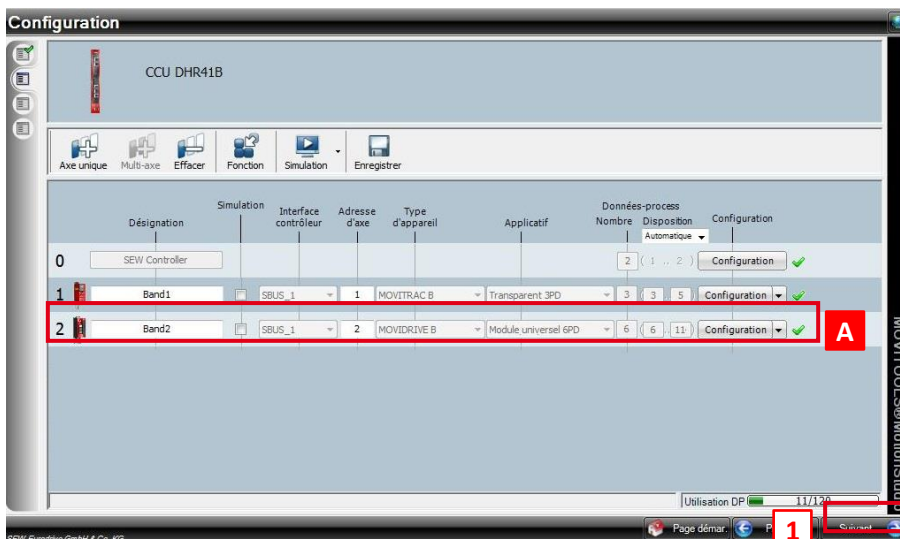 Configuration
CCU DHR41B
Axe unique Multi-axe Effacer Fonction Simulation Enregistrer
Désignation Simulation Interface contrôleur Adresse d'axe Type d'appareil Applicatif Données-process Nombre Disposition Configuration
Automatique
0 SEW Controller 2 ( 1 .. 2 ) Configuration
1 Band1 SBUS_1 1 MOVITRAC B Transparent 3PD 3 ( 3 5 ) Configuration
2 Band2 SBUS_1 2 MOVIDRIVE B Module universel 6PD 6 ( 6 .. 11 ) Configuration
A
Utilisation DP 11/120
Page démar. P 1 Suivant
SEW Eurodrive GmbH & Co. KG
MOVITOOLS®MotionStudio